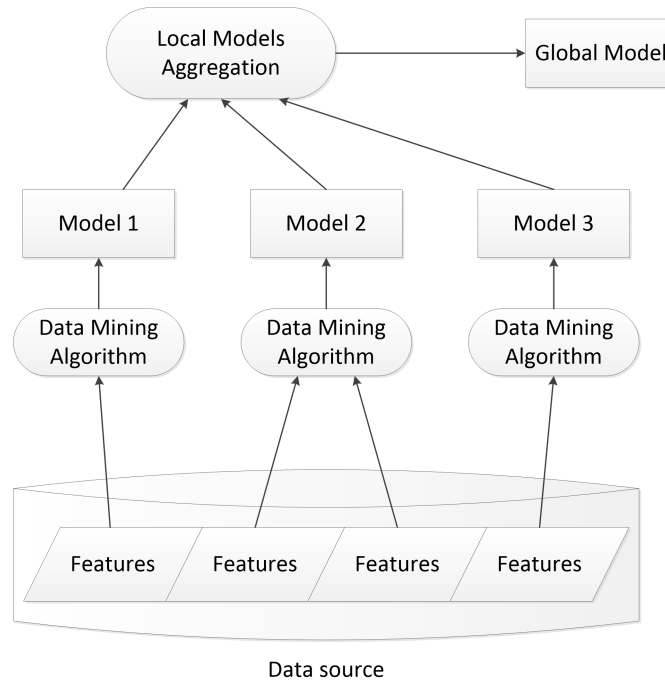 Local Models
Aggregation
Global Model
Model 1
Model 2
Model 3
Data Mining
Algorithm
Data Mining
Algorithm
Data Mining
Algorithm
Features
Features
Features
Features
Data source